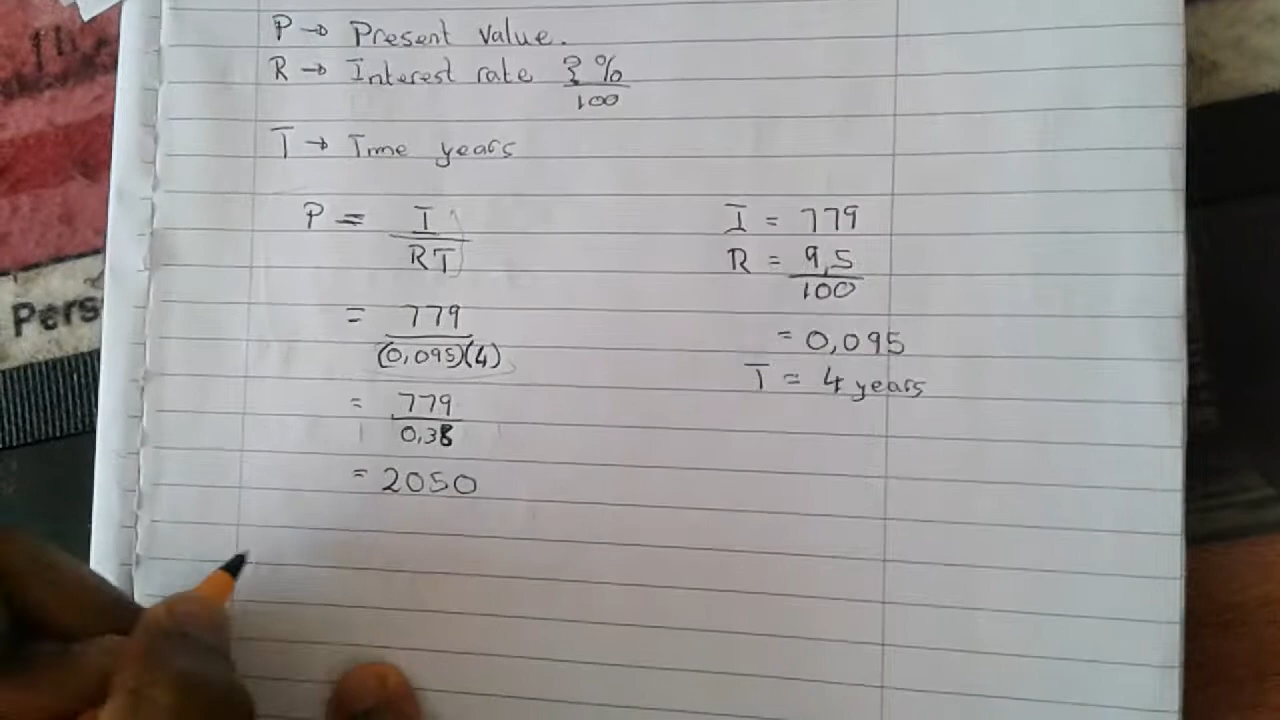 P → Present value.
R → Interest rate ? %
100
T → Time years
P = I
RT
= 779
(0,095)(4)
= 779
0,38
= 2050
I = 779
R = 9,5
100
= 0,095
T = 4 years
Pers